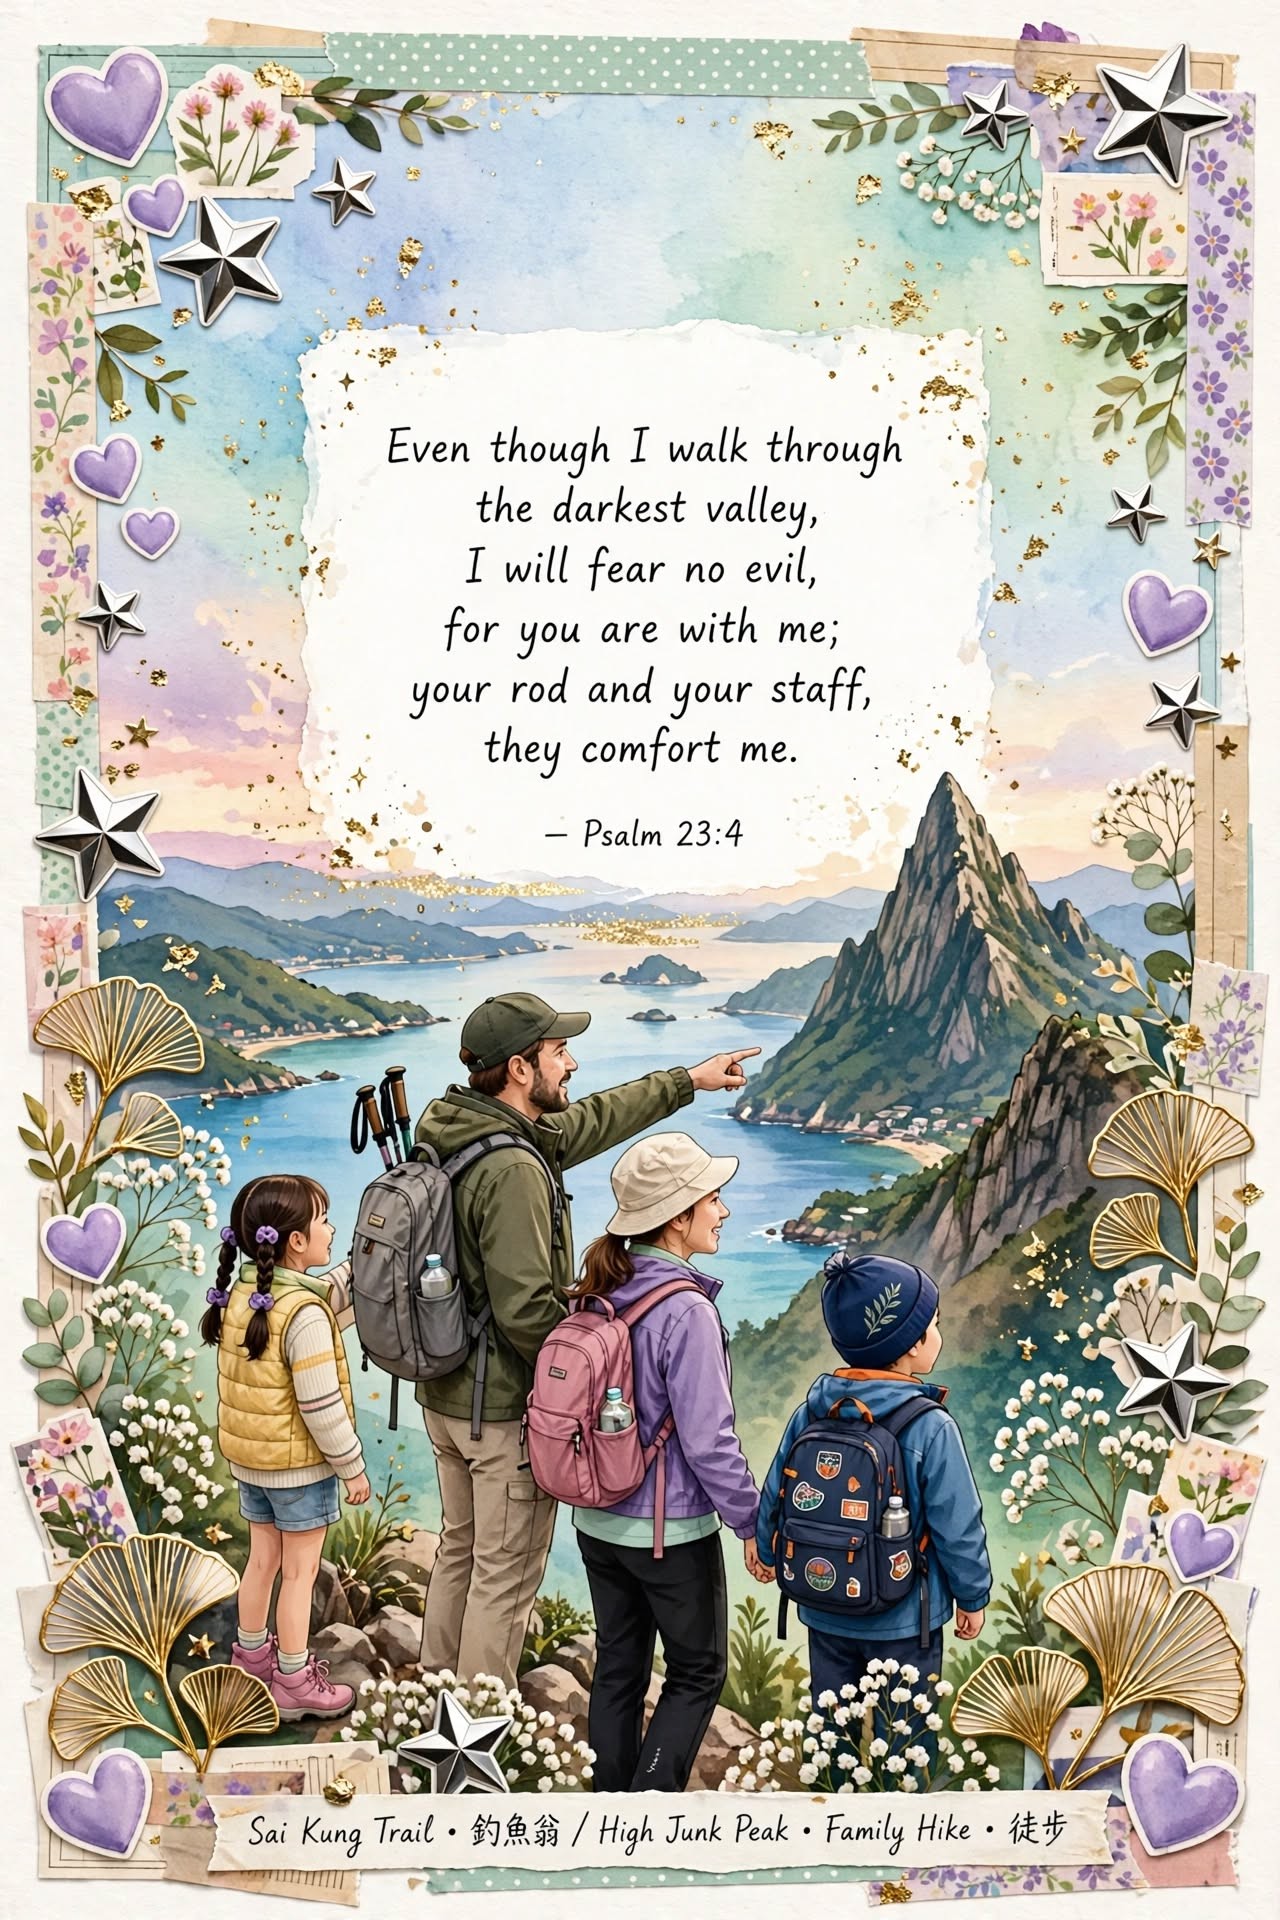 Even though I walk through
the darkest valley,
I will fear no evil,
for you are with me;
your rod and your staff,
they comfort me.
— Psalm 23:4
Sai Kung Trail • 釣魚翁 / High Junk Peak • Family Hike • 徒步